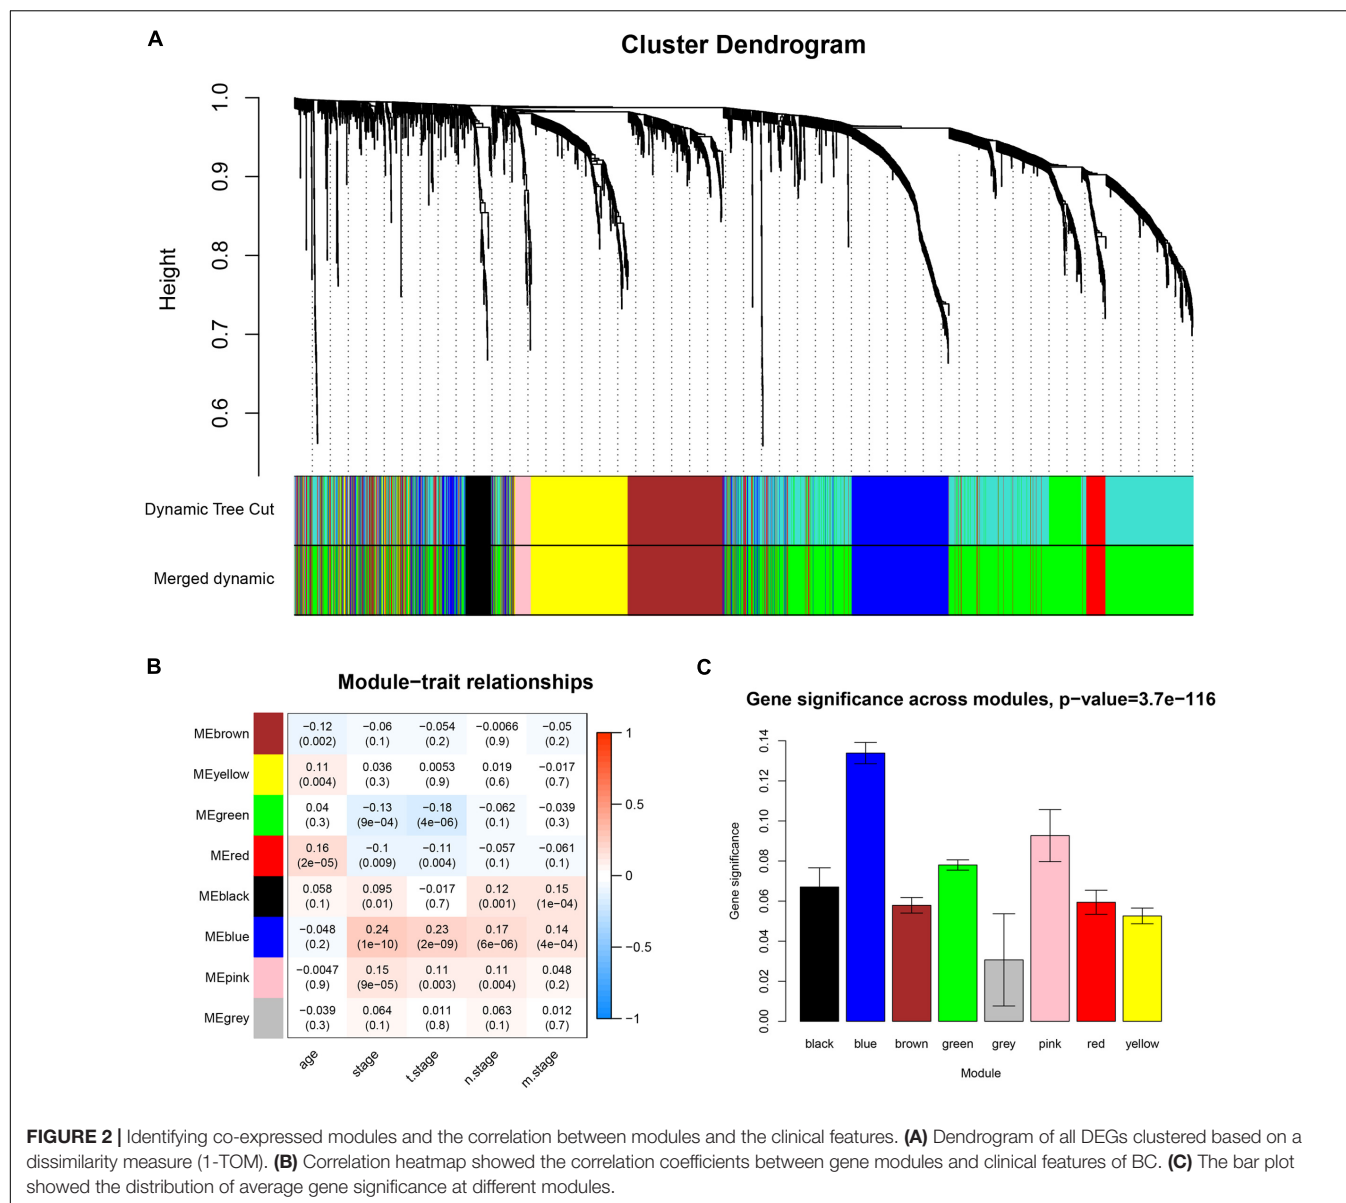 A
Cluster Dendrogram
Height
1.0
0.9
0.8
0.7
0.6
Dynamic Tree Cut
Merged dynamic
B
Module−trait relationships
MEbrown −0.12 −0.06 −0.054 −0.0066 −0.05
(0.002) (0.1) (0.2) (0.9) (0.2)
MEyellow 0.11 0.036 0.0053 0.019 −0.017
(0.004) (0.3) (0.9) (0.6) (0.7)
MEgreen 0.04 −0.13 −0.18 −0.062 −0.039
(0.3) (9e−04) (4e−06) (0.1) (0.3)
MEred 0.16 −0.1 −0.11 −0.057 −0.061
(2e−05) (0.009) (0.004) (0.1) (0.1)
MEblack 0.058 0.095 −0.017 0.12 0.15
(0.1) (0.01) (0.7) (0.001) (1e−04)
MEblue −0.048 0.24 0.23 0.17 0.14
(0.2) (1e−10) (2e−09) (6e−06) (4e−04)
MEpink −0.0047 0.15 0.11 0.11 0.048
(0.9) (9e−05) (0.003) (0.004) (0.2)
MEgrey −0.039 0.064 0.011 0.063 0.012
(0.3) (0.1) (0.8) (0.1) (0.7)
age stage t.stage n.stage m.stage
1
0.5
0
−0.5
−1
C
Gene significance across modules, p−value=3.7e−116
Gene significance
0.14
0.12
0.10
0.08
0.06
0.04
0.02
0.00
black blue brown green grey pink red yellow
Module
FIGURE 2 | Identifying co-expressed modules and the correlation between modules and the clinical features. (A) Dendrogram of all DEGs clustered based on a
dissimilarity measure (1-TOM). (B) Correlation heatmap showed the correlation coefficients between gene modules and clinical features of BC. (C) The bar plot
showed the distribution of average gene significance at different modules.